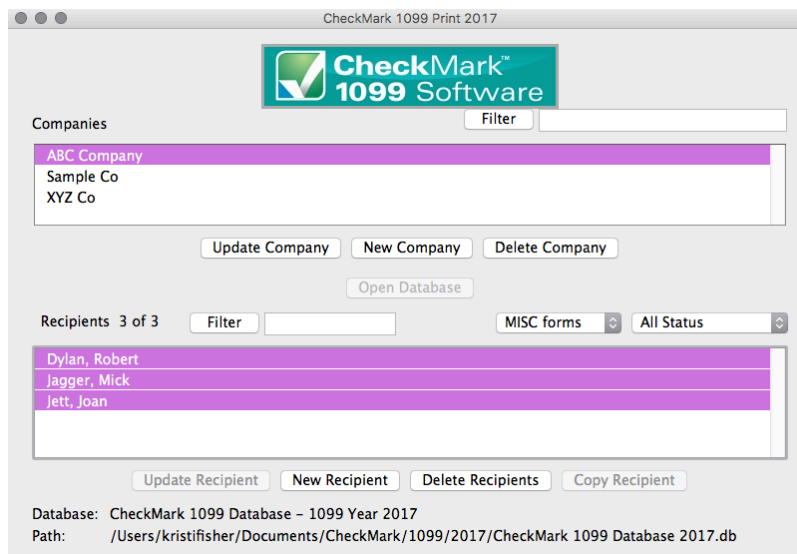 CheckMark 1099 Print 2017
CheckMark™
1099 Software
Companies Filter
ABC Company
Sample Co
XYZ Co
Update Company New Company Delete Company
Open Database
Recipients 3 of 3 Filter MISC forms All Status
Dylan, Robert
Jagger, Mick
Jett, Joan
Update Recipient New Recipient Delete Recipients Copy Recipient
Database: CheckMark 1099 Database - 1099 Year 2017
Path: /Users/kristifisher/Documents/CheckMark/1099/2017/CheckMark 1099 Database 2017.db